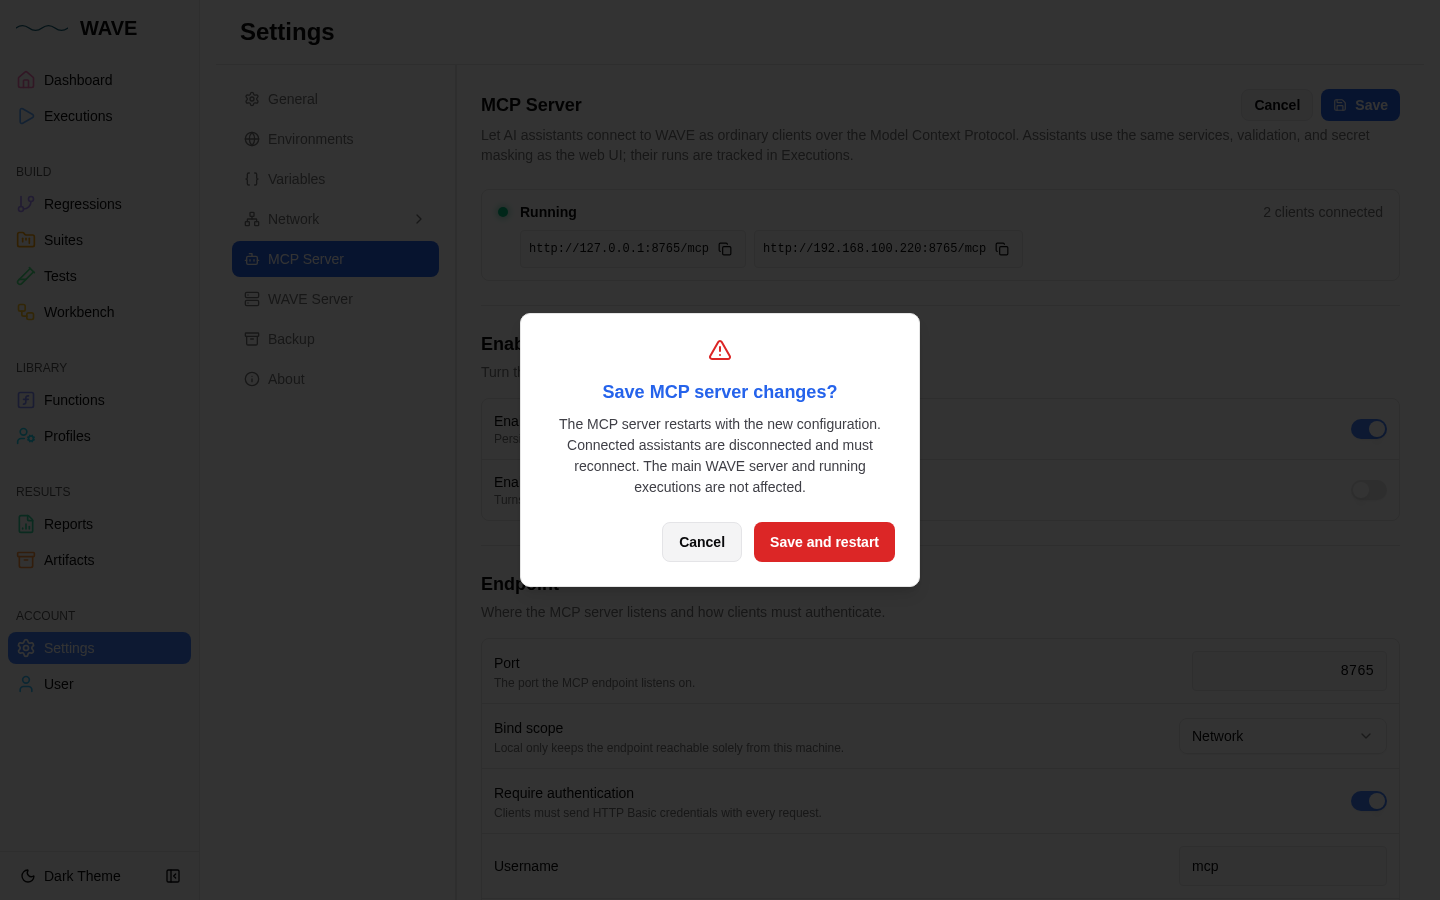 WAVE
Settings
Dashboard
Executions
BUILD
Regressions
Suites
Tests
Workbench
LIBRARY
Functions
Profiles
RESULTS
Reports
Artifacts
ACCOUNT
Settings
User
Dark Theme
General
Environments
Variables
Network
MCP Server
WAVE Server
Backup
About
MCP Server
Cancel
Save
Let AI assistants connect to WAVE as ordinary clients over the Model Context Protocol. Assistants use the same services, validation, and secret
masking as the web UI; their runs are tracked in Executions.
Running
2 clients connected
http://127.0.0.1:8765/mcp
http://192.168.100.220:8765/mcp
Save MCP server changes?
The MCP server restarts with the new configuration.
Connected assistants are disconnected and must
reconnect. The main WAVE server and running
executions are not affected.
Cancel
Save and restart
Endpoint
Where the MCP server listens and how clients must authenticate.
Port
The port the MCP endpoint listens on.
8765
Bind scope
Local only keeps the endpoint reachable solely from this machine.
Network
Require authentication
Clients must send HTTP Basic credentials with every request.
Username
mcp